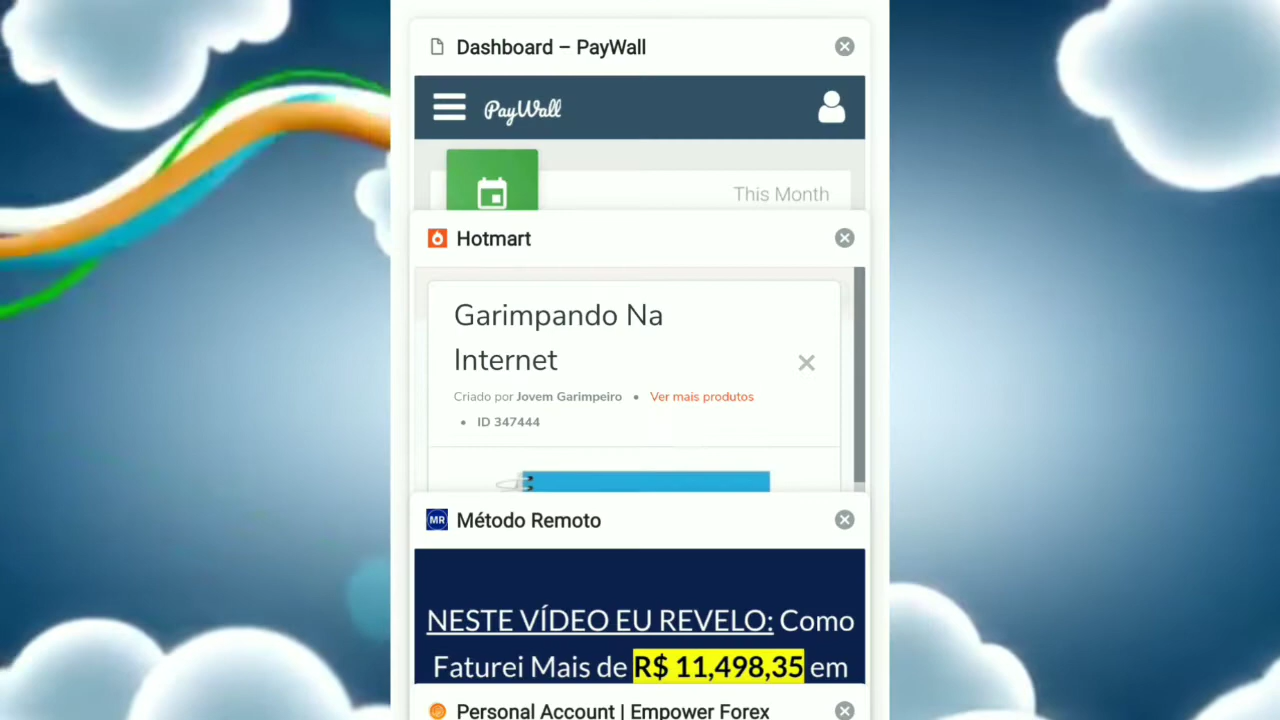 Dashboard – PayWall
PayWall
This Month
Hotmart
Garimpando Na
Internet
Criado por Jovem Garimpeiro • Ver mais produtos
• ID 347444
Método Remoto
MR
NESTE VÍDEO EU REVELO: Como
Faturei Mais de R$ 11,498,35 em
Personal Account | Empower Forex